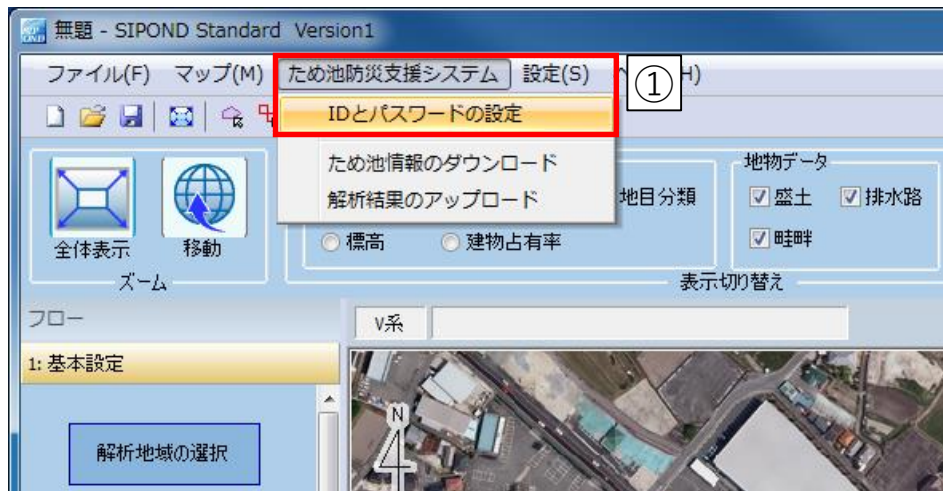 無題 - SIPOND Standard Version1
ファイル(F) マップ(M) ため池防災支援システム 設定(S) H)
①
IDとパスワードの設定
ため池情報のダウンロード
解析結果のアップロード
地目分類
標高 建物占有率
地物データ
盛土 排水路
畦畔
全体表示 移動
ズーム
表示切り替え
フロー
V系
1: 基本設定
解析地域の選択
N